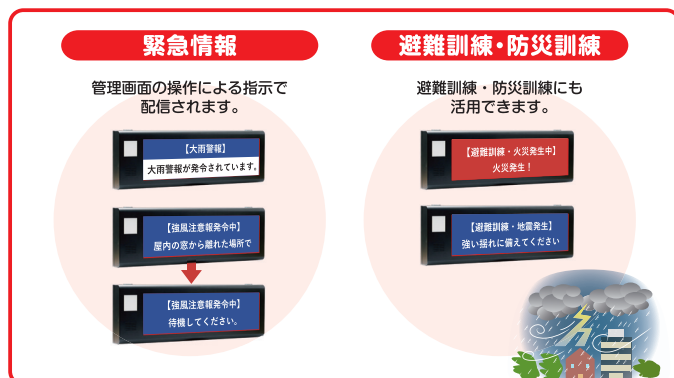 緊急情報
管理画面の操作による指示で
配信されます。
【大雨警報】
大雨警報が発令されています。
【強風注意報発令中】
屋内の窓から離れた場所で
【強風注意報発令中】
待機してください。
避難訓練・防災訓練
避難訓練・防災訓練にも
活用できます。
【避難訓練・火災発生中】
火災発生！
【避難訓練・地震発生】
強い揺れに備えてください